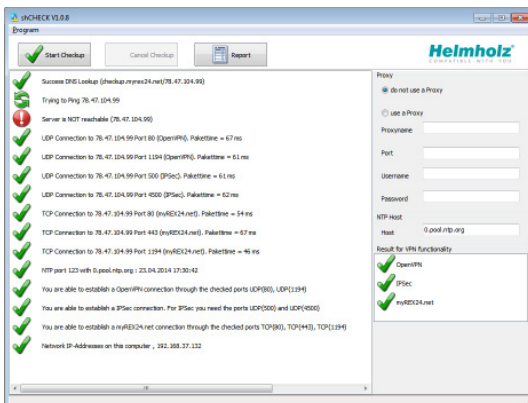 shCHECK V1.0.8
Program
Start Checkup
Cancel Checkup
Report
Helmholz
COMPATIBLE WITH YOU
Success DNS Lookup (checkup.myrex24.net/78.47.104.99)
Trying to Ping 78.47.104.99
Server is NOT reachable (78.47.104.99)
UDP Connection to 78.47.104.99 Port 80 (OpenVPN). Pakettime = 67 ms
UDP Connection to 78.47.104.99 Port 1194 (OpenVPN). Pakettime = 61 ms
UDP Connection to 78.47.104.99 Port 500 (IPSec). Pakettime = 61 ms
UDP Connection to 78.47.104.99 Port 4500 (IPSec). Pakettime = 62 ms
TCP Connection to 78.47.104.99 Port 80 (myREX24.net). Pakettime = 54 ms
TCP Connection to 78.47.104.99 Port 443 (myREX24.net). Pakettime = 67 ms
TCP Connection to 78.47.104.99 Port 1194 (myREX24.net). Pakettime = 46 ms
NTP port 123 with 0.pool.ntp.org : 23.04.2014 17:30:42
You are able to establish a OpenVPN connection through the checked ports UDP(80), UDP(1194)
You are able to establish a IPSec connection. For IPSec you need the ports UDP(500) and UDP(4500)
You are able to establish a myREX24.net connection through the checked ports TCP(80), TCP(443), TCP(1194)
Network IP-Addresses on this computer , 192.168.37.132
Proxy
do not use a Proxy
use a Proxy
Proxyname
Port
Username
Password
NTP Host
Host 0.pool.ntp.org
Result for VPN functionality
OpenVPN
IPSec
myREX24.net